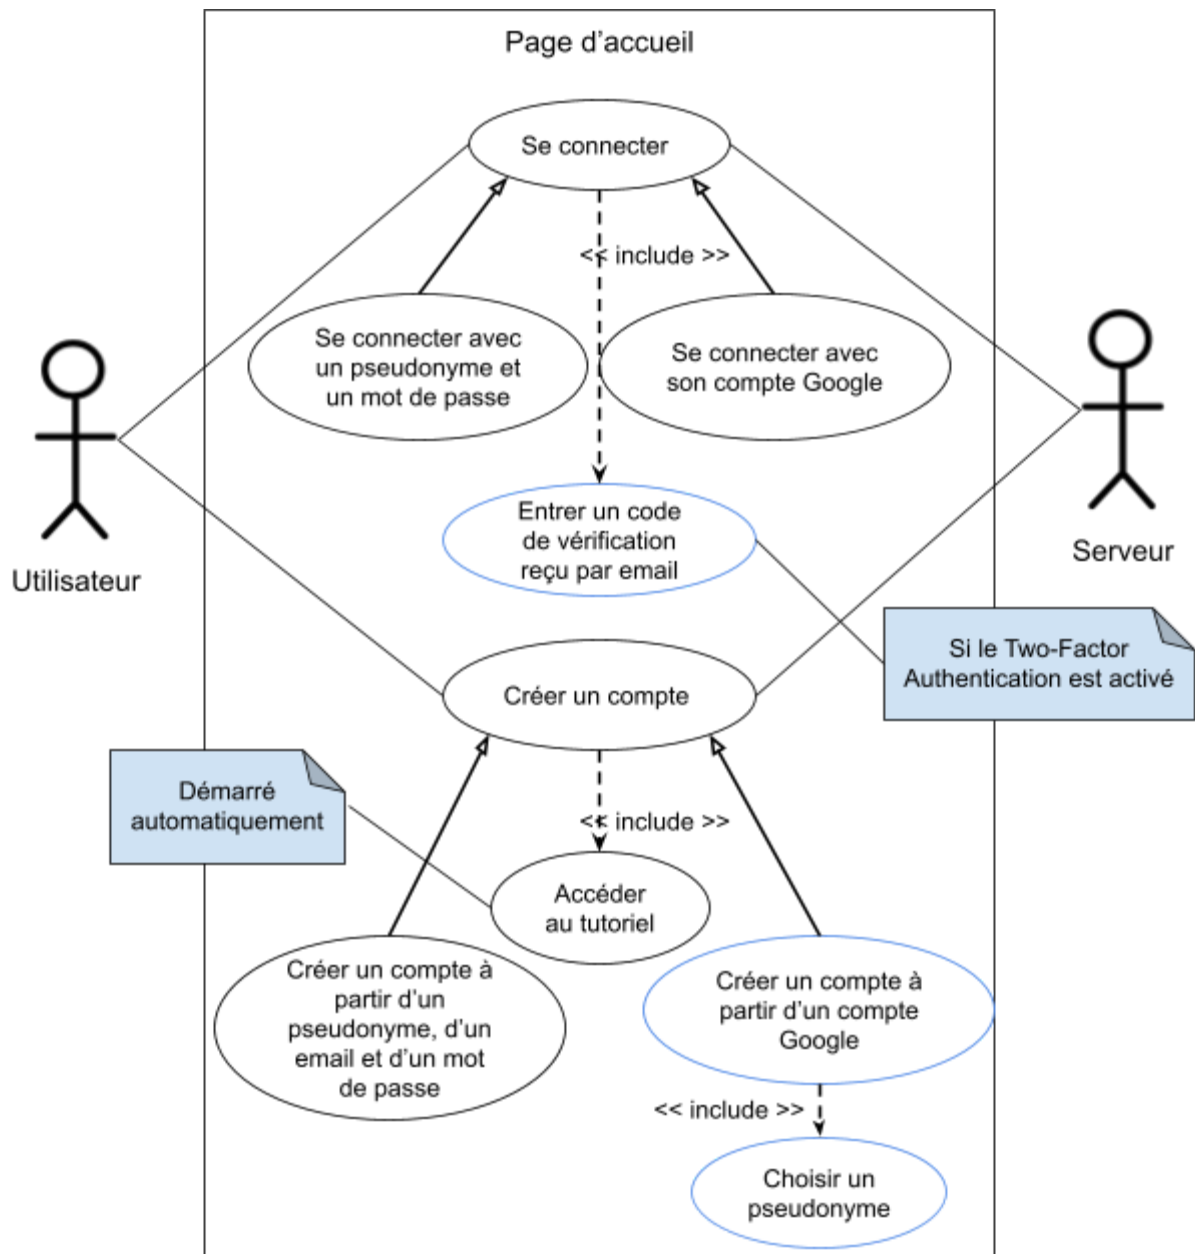 Page d'accueil
Se connecter
<< include >>
Se connecter avec
un pseudonyme et
un mot de passe
Se connecter avec
son compte Google
Entrer un code
de vérification
reçu par email
Utilisateur
Serveur
Si le Two-Factor
Authentication est activé
Créer un compte
Démarré
automatiquement
<< include >>
Accéder
au tutoriel
Créer un compte à
partir d'un
pseudonyme, d'un
email et d'un mot
de passe
Créer un compte à
partir d'un compte
Google
<< include >>
Choisir un
pseudonyme